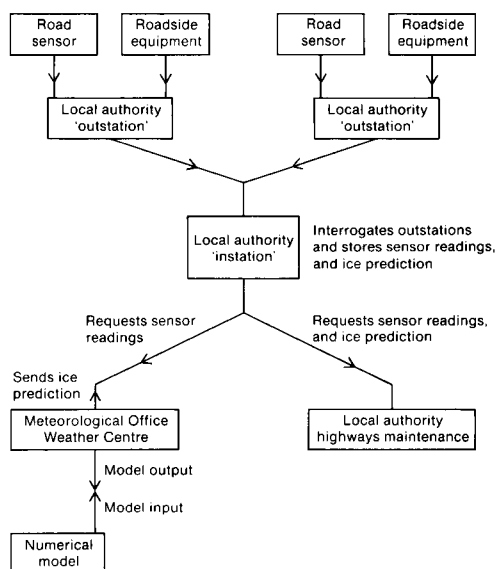 Road
sensor
Roadside
equipment
Road
sensor
Roadside
equipment
Local authority
'outstation'
Local authority
'outstation'
Local authority
'instation'
Interrogates outstations
and stores sensor readings,
and ice prediction
Requests sensor
readings
Requests sensor readings,
and ice prediction
Sends ice
prediction
Meteorological Office
Weather Centre
Local authority
highways maintenance
Model output
Model input
Numerical
model